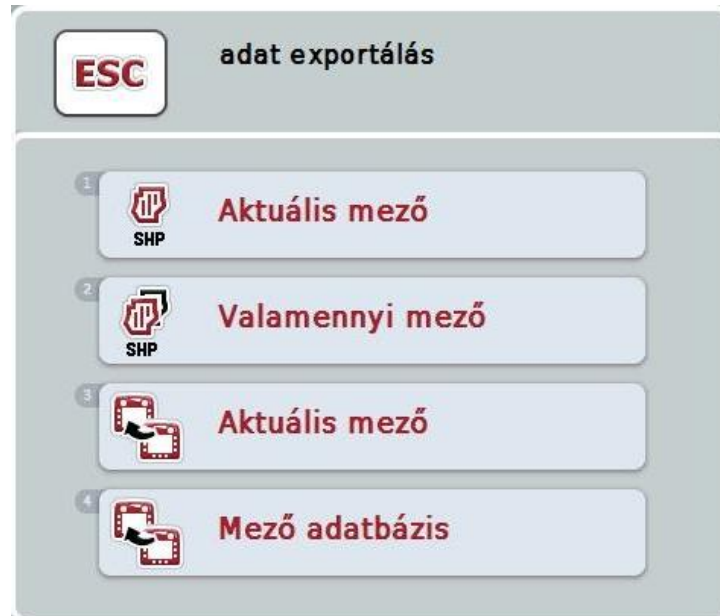 ESC
adat exportálás
1
SHP
Aktuális mező
2
SHP
Valamennyi mező
3
Aktuális mező
4
Mező adatbázis